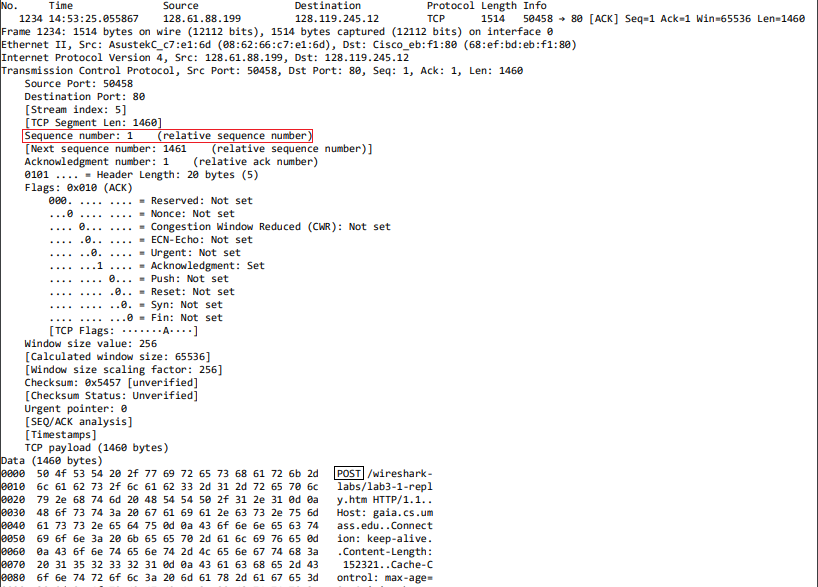 No. Time Source Destination Protocol Length Info
1234 14:53:25.055867 128.61.88.199 128.119.245.12 TCP 1514 50458 → 80 [ACK] Seq=1 Ack=1 Win=65536 Len=1460
Frame 1234: 1514 bytes on wire (12112 bits), 1514 bytes captured (12112 bits) on interface 0
Ethernet II, Src: AsustekC_c7:e1:6d (08:62:66:c7:e1:6d), Dst: Cisco_eb:f1:80 (68:ef:bd:eb:f1:80)
Internet Protocol Version 4, Src: 128.61.88.199, Dst: 128.119.245.12
Transmission Control Protocol, Src Port: 50458, Dst Port: 80, Seq: 1, Ack: 1, Len: 1460
Source Port: 50458
Destination Port: 80
[Stream index: 5]
[TCP Segment Len: 1460]
Sequence number: 1 (relative sequence number)
[Next sequence number: 1461 (relative sequence number)]
Acknowledgment number: 1 (relative ack number)
0101 .... = Header Length: 20 bytes (5)
Flags: 0x010 (ACK)
000. .... .... = Reserved: Not set
...0 .... .... = Nonce: Not set
.... 0... .... = Congestion Window Reduced (CWR): Not set
.... .0.. .... = ECN-Echo: Not set
.... ..0. .... = Urgent: Not set
.... ...1 .... = Acknowledgment: Set
.... .... 0... = Push: Not set
.... .... .0.. = Reset: Not set
.... .... ..0. = Syn: Not set
.... .... ...0 = Fin: Not set
[TCP Flags: ·······A····]
Window size value: 256
[Calculated window size: 65536]
[Window size scaling factor: 256]
Checksum: 0x5457 [unverified]
[Checksum Status: Unverified]
Urgent pointer: 0
[SEQ/ACK analysis]
[Timestamps]
TCP payload (1460 bytes)
Data (1460 bytes)
0000 50 4f 53 54 20 2f 77 69 72 65 73 68 61 72 6b 2d POST /wireshark-
0010 6c 61 62 73 2f 6c 61 62 33 2d 31 2d 72 65 70 6c labs/lab3-1-repl
0020 79 2e 68 74 6d 20 48 54 54 50 2f 31 2e 31 0d 0a y.htm HTTP/1.1..
0030 48 6f 73 74 3a 20 67 61 69 61 2e 63 73 2e 75 6d Host: gaia.cs.um
0040 61 73 73 2e 65 64 75 0d 0a 43 6f 6e 6e 65 63 74 ass.edu..Connect
0050 69 6f 6e 3a 20 6b 65 65 70 2d 61 6c 69 76 65 0d ion: keep-alive.
0060 0a 43 6f 6e 74 65 6e 74 2d 4c 65 6e 67 74 68 3a .Content-Length:
0070 20 31 35 32 33 32 31 0d 0a 43 61 63 68 65 2d 43 152321..Cache-C
0080 6f 6e 74 72 6f 6c 3a 20 6d 61 78 2d 61 67 65 3d ontrol: max-age=